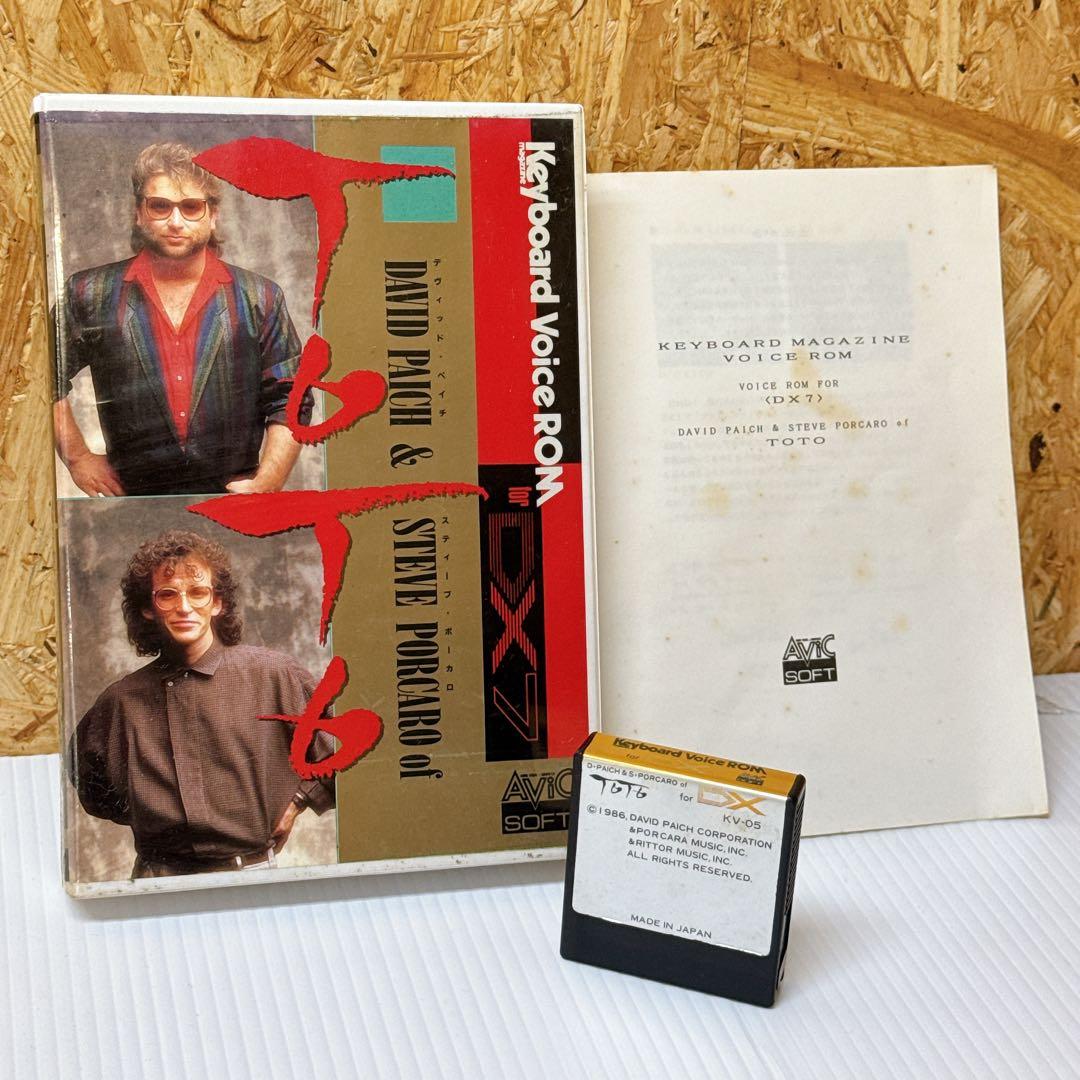 Keyboard Voice ROM
magazine
for DX7
TOTO
デヴィッド・ペイチ
DAVID PAICH &
スティーブ・ポーカロ
STEVE PORCARO of
AViC
SOFT
KEYBOARD MAGAZINE
VOICE ROM
VOICE ROM FOR
〈DX7〉
DAVID PAICH & STEVE PORCARO of
TOTO
AViC
SOFT
Keyboard Voice ROM
for
D・PAICH & S・PORCARO of
TOTO for DX
KV-05
©1986, DAVID PAICH CORPORATION
&PORCARA MUSIC, INC.
&RITTOR MUSIC, INC.
ALL RIGHTS RESERVED.
MADE IN JAPAN